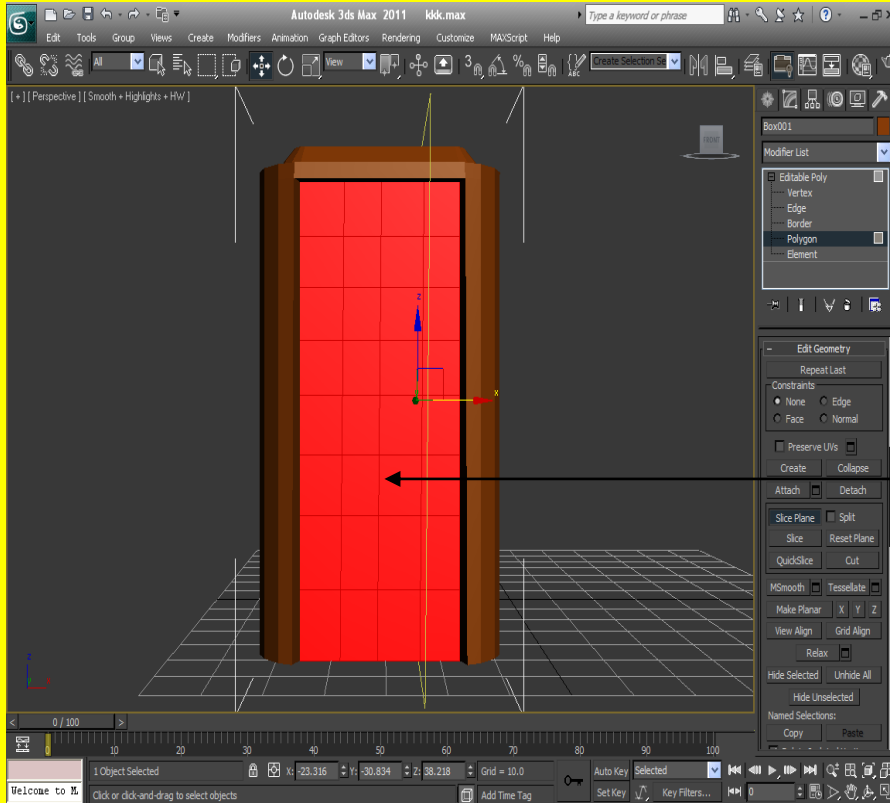 Autodesk 3ds Max 2011 kkk.max
Type a keyword or phrase
Edit Tools Group Views Create Modifiers Animation Graph Editors Rendering Customize MAXScript Help
All
View
3
Create Selection Se
[ + ] [ Perspective ] [ Smooth + Highlights + HW ]
FRONT
Box001
Modifier List
Editable Poly
Vertex
Edge
Border
Polygon
Element
z
x
Edit Geometry
Repeat Last
Constraints
None Edge
Face Normal
Preserve UVs
Create Collapse
Attach Detach
Slice Plane Split
Slice Reset Plane
QuickSlice Cut
MSmooth Tessellate
Make Planar X Y Z
View Align Grid Align
Relax
Hide Selected Unhide All
Hide Unselected
Named Selections:
Copy Paste
z
0 / 100
0 10 20 30 40 50 60 70 80 90 100
1 Object Selected X: -23.316 Y: -30.834 Z: 38.218 Grid = 10.0 Auto Key Selected
Welcome to M. Click or click-and-drag to select objects Add Time Tag Set Key Key Filters... 0